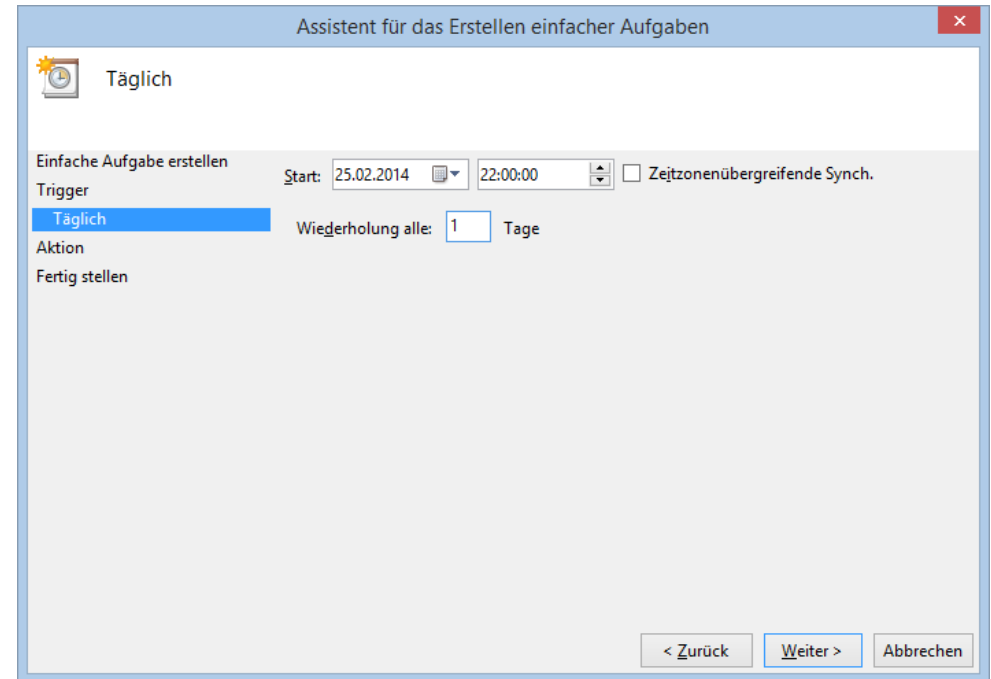 Assistent für das Erstellen einfacher Aufgaben
Täglich
Einfache Aufgabe erstellen
Trigger
Täglich
Aktion
Fertig stellen
Start: 25.02.2014 22:00:00 Zeitzonenübergreifende Synch.
Wiederholung alle: 1 Tage
< Zurück Weiter > Abbrechen